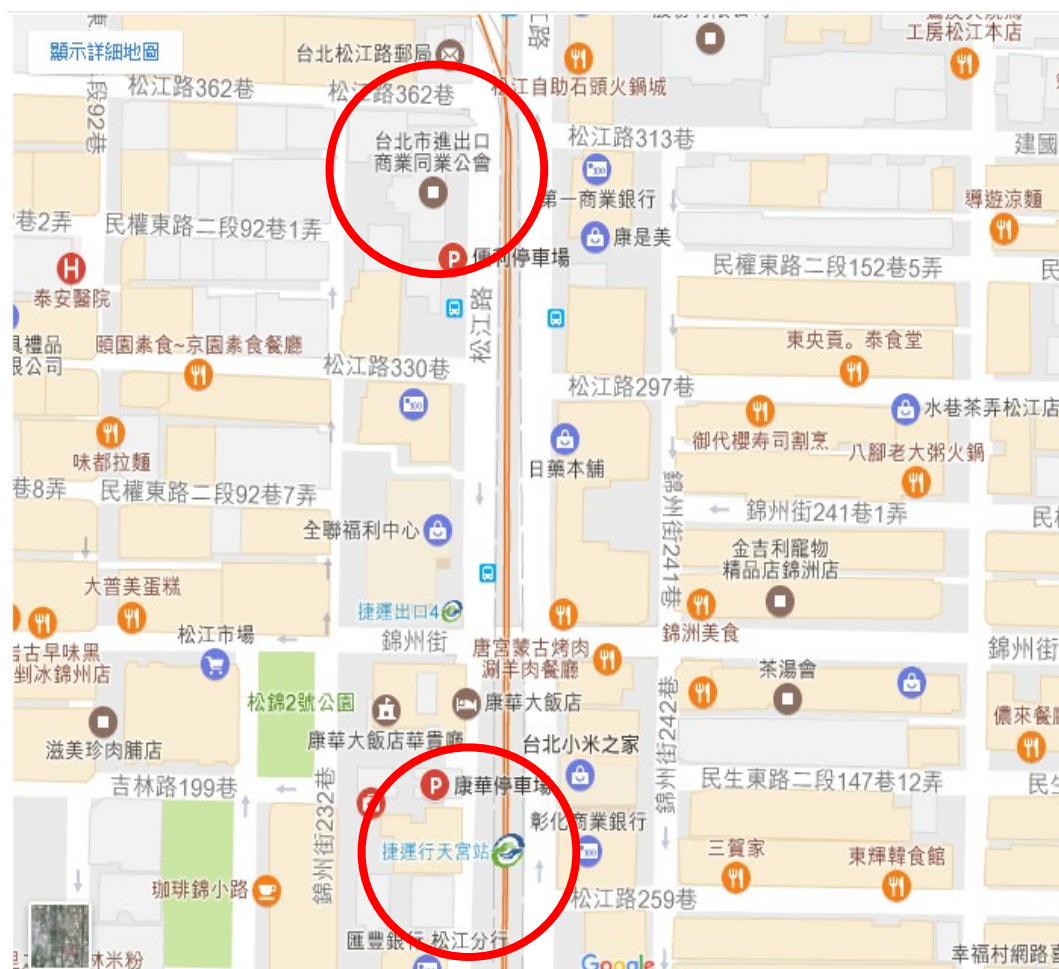 顯示詳細地圖
台北松江路郵局
工房松江本店
松江路362巷
松江路362巷
松江自助石頭火鍋城
段92巷
台北市進出口
商業同業公會
松江路313巷
建國
第一商業銀行
導遊涼麵
巷2弄
民權東路二段92巷1弄
康是美
P
便利停車場
民權東路二段152巷5弄
H
泰安醫院
松江路
頤園素食~京園素食餐廳
東央貢。泰食堂
松江路330巷
松江路297巷
水巷茶弄松江店
御代櫻寿司割烹
味都拉麵
日藥本舖
八腳老大粥火鍋
巷8弄
民權東路二段92巷7弄
錦州街241巷
錦州街241巷1弄
全聯福利中心
金吉利寵物
精品店錦洲店
大普美蛋糕
捷運出口4
錦洲美食
松江市場
錦州街
唐宮蒙古烤肉
涮羊肉餐廳
錦州街
古早味黑
剉冰錦州店
茶湯會
松錦2號公園
康華大飯店
錦州街242巷
滋美珍肉脯店
康華大飯店華貴廳
台北小米之家
儂來餐廳
吉林路199巷
錦州街232巷
P
康華停車場
民生東路二段147巷12弄
彰化商業銀行
捷運行天宮站
三賀家
東輝韓食館
珈琲錦小路
松江路259巷
匯豐銀行 松江分行
Google
林米粉
幸福村網路